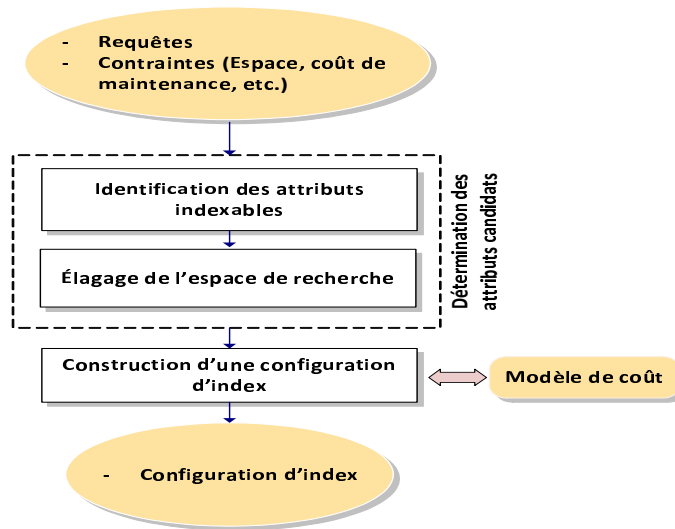 - Requêtes
- Contraintes (Espace, coût de
maintenance, etc.)
Identification des attributs
indexables
Élagage de l'espace de recherche
Détermination des
attributs candidats
Construction d'une configuration
d'index
Modèle de coût
- Configuration d'index